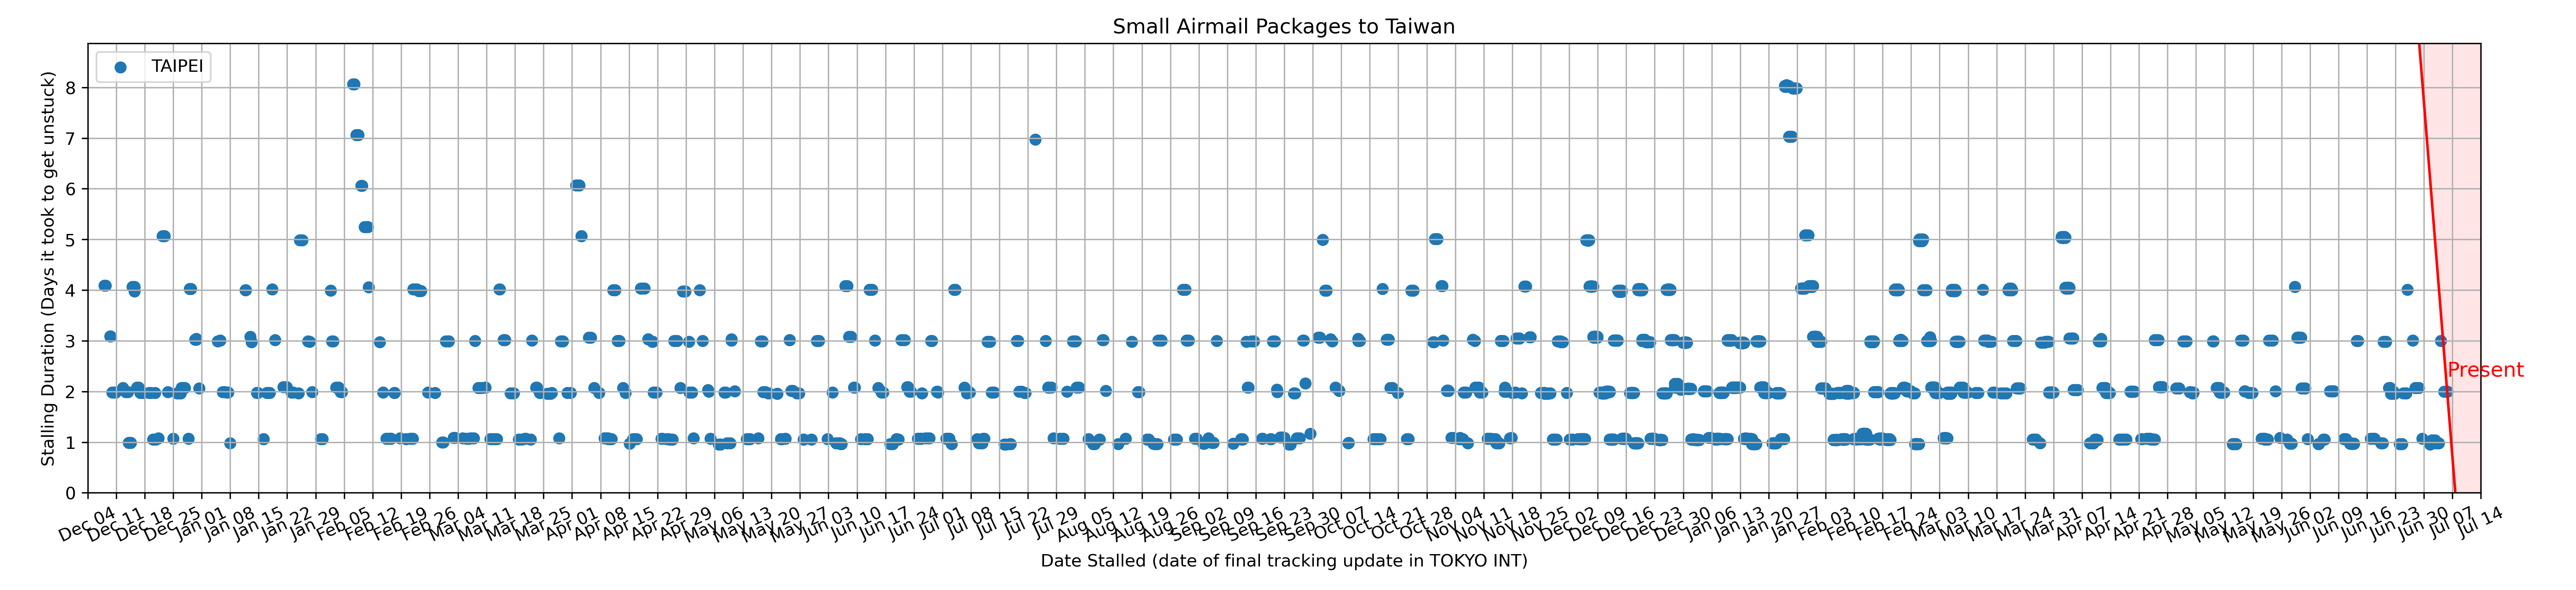 Small Airmail Packages to Taiwan
TAIPEI
Stalling Duration (Days it took to get unstuck)
8
7
6
5
4
3
2
1
0
Present
Dec 04 Dec 11 Dec 18 Dec 25 Jan 01 Jan 08 Jan 15 Jan 22 Jan 29 Feb 05 Feb 12 Feb 19 Feb 26 Mar 04 Mar 11 Mar 18 Mar 25 Apr 01 Apr 08 Apr 15 Apr 22 Apr 29 May 06 May 13 May 20 May 27 Jun 03 Jun 10 Jun 17 Jun 24 Jul 01 Jul 08 Jul 15 Jul 22 Jul 29 Aug 05 Aug 12 Aug 19 Aug 26 Sep 02 Sep 09 Sep 16 Sep 23 Sep 30 Oct 07 Oct 14 Oct 21 Oct 28 Nov 04 Nov 11 Nov 18 Nov 25 Dec 02 Dec 09 Dec 16 Dec 23 Dec 30 Jan 06 Jan 13 Jan 20 Jan 27 Feb 03 Feb 10 Feb 17 Feb 24 Mar 03 Mar 10 Mar 17 Mar 24 Mar 31 Apr 07 Apr 14 Apr 21 Apr 28 May 05 May 12 May 19 May 26 Jun 02 Jun 09 Jun 16 Jun 23 Jun 30 Jul 07 Jul 14
Date Stalled (date of final tracking update in TOKYO INT)